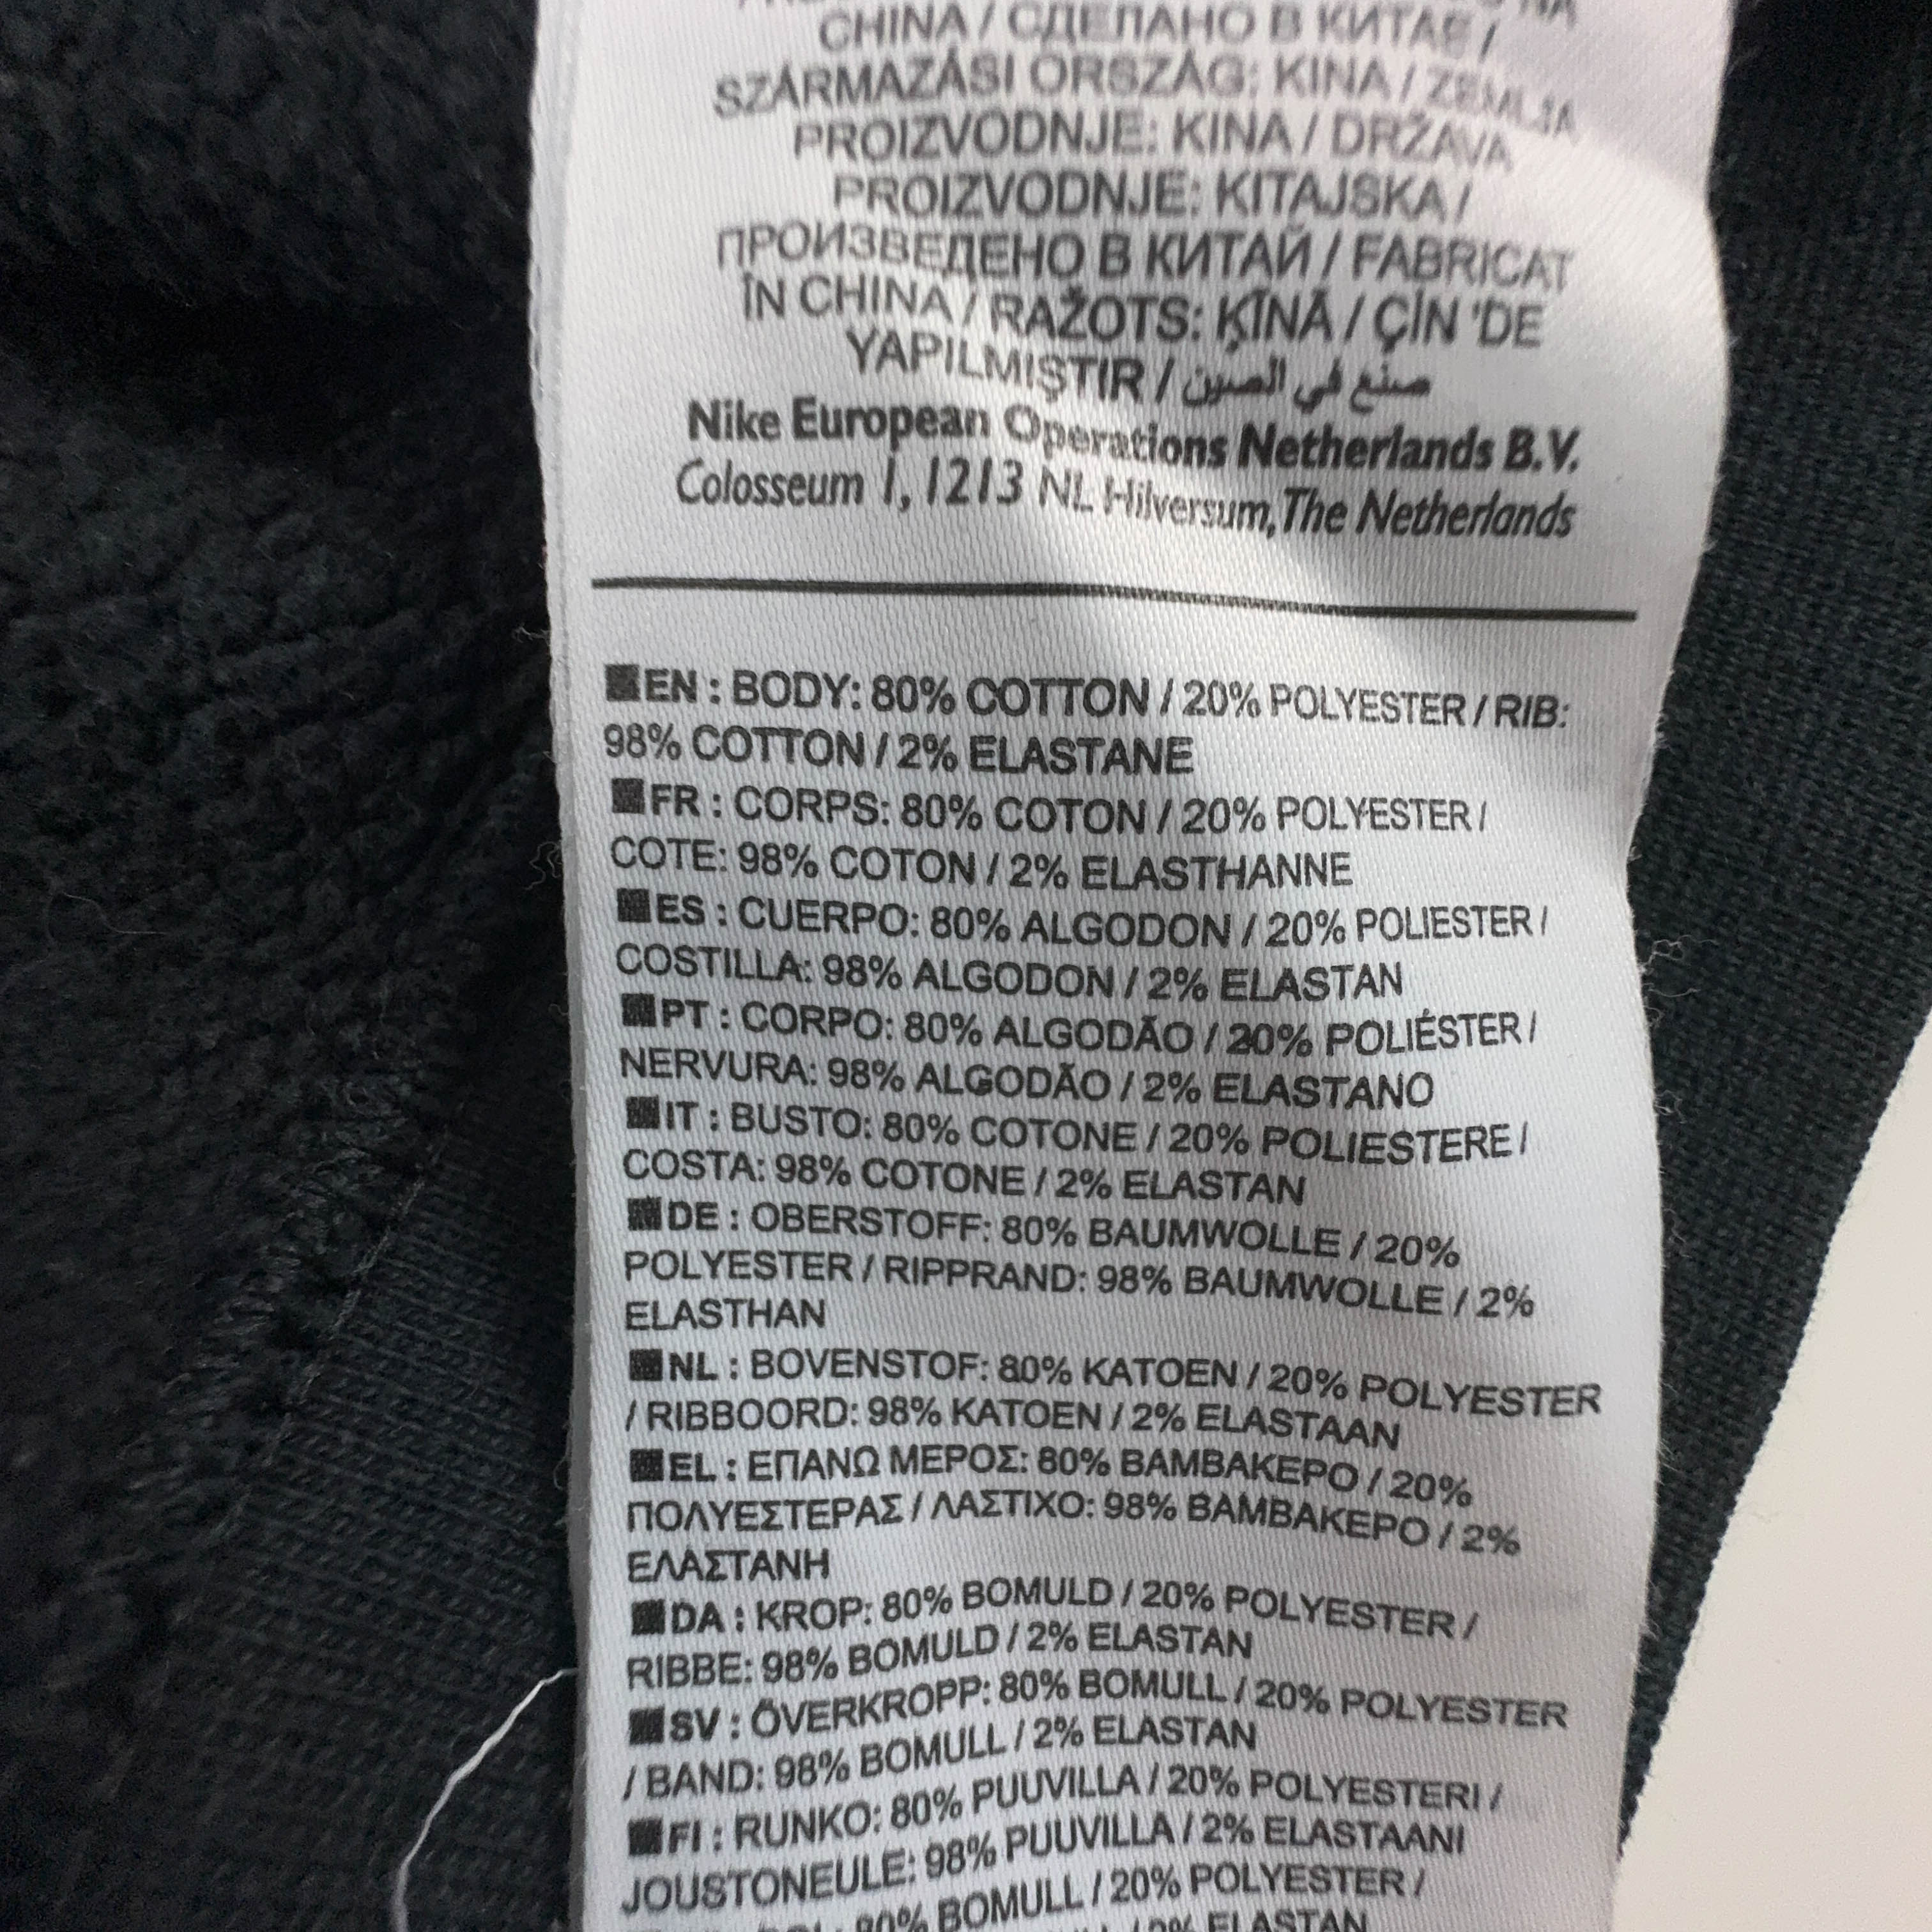 CHINA / СДЕЛАНО В КИТАЕ /
SZÁRMAZÁSI ORSZÁG: KINA / ZEMLJA
PROIZVODNJE: KINA / DRŽAVA
PROIZVODNJE: KITAJSKA /
ПРОИЗВЕДЕНО В КИТАЙ / FABRICAT
ÎN CHINA / RAŽOTS: ĶĪNĀ / ÇİN 'DE
YAPILMIŞTIR / صنع في الصين
Nike European Operations Netherlands B.V.
Colosseum 1, 1213 NL Hilversum, The Netherlands
EN : BODY: 80% COTTON / 20% POLYESTER / RIB:
98% COTTON / 2% ELASTANE
FR : CORPS: 80% COTON / 20% POLYESTER /
COTE: 98% COTON / 2% ELASTHANNE
ES : CUERPO: 80% ALGODON / 20% POLIESTER /
COSTILLA: 98% ALGODON / 2% ELASTAN
PT : CORPO: 80% ALGODÃO / 20% POLIÉSTER /
NERVURA: 98% ALGODÃO / 2% ELASTANO
IT : BUSTO: 80% COTONE / 20% POLIESTERE /
COSTA: 98% COTONE / 2% ELASTAN
DE : OBERSTOFF: 80% BAUMWOLLE / 20%
POLYESTER / RIPPRAND: 98% BAUMWOLLE / 2%
ELASTHAN
NL : BOVENSTOF: 80% KATOEN / 20% POLYESTER
/ RIBBOORD: 98% KATOEN / 2% ELASTAAN
EL : ΕΠΑΝΩ ΜΕΡΟΣ: 80% ΒΑΜΒΑΚΕΡΟ / 20%
ΠΟΛΥΕΣΤΕΡΑΣ / ΛΑΣΤΙΧΟ: 98% ΒΑΜΒΑΚΕΡΟ / 2%
ΕΛΑΣΤΑΝΗ
DA : KROP: 80% BOMULD / 20% POLYESTER /
RIBBE: 98% BOMULD / 2% ELASTAN
SV : ÖVERKROPP: 80% BOMULL / 20% POLYESTER
/ BAND: 98% BOMULL / 2% ELASTAN
FI : RUNKO: 80% PUUVILLA / 20% POLYESTERI /
JOUSTONEULE: 98% PUUVILLA / 2% ELASTAANI
80% BOMULL / 20% POLYESTER /
ELASTAN